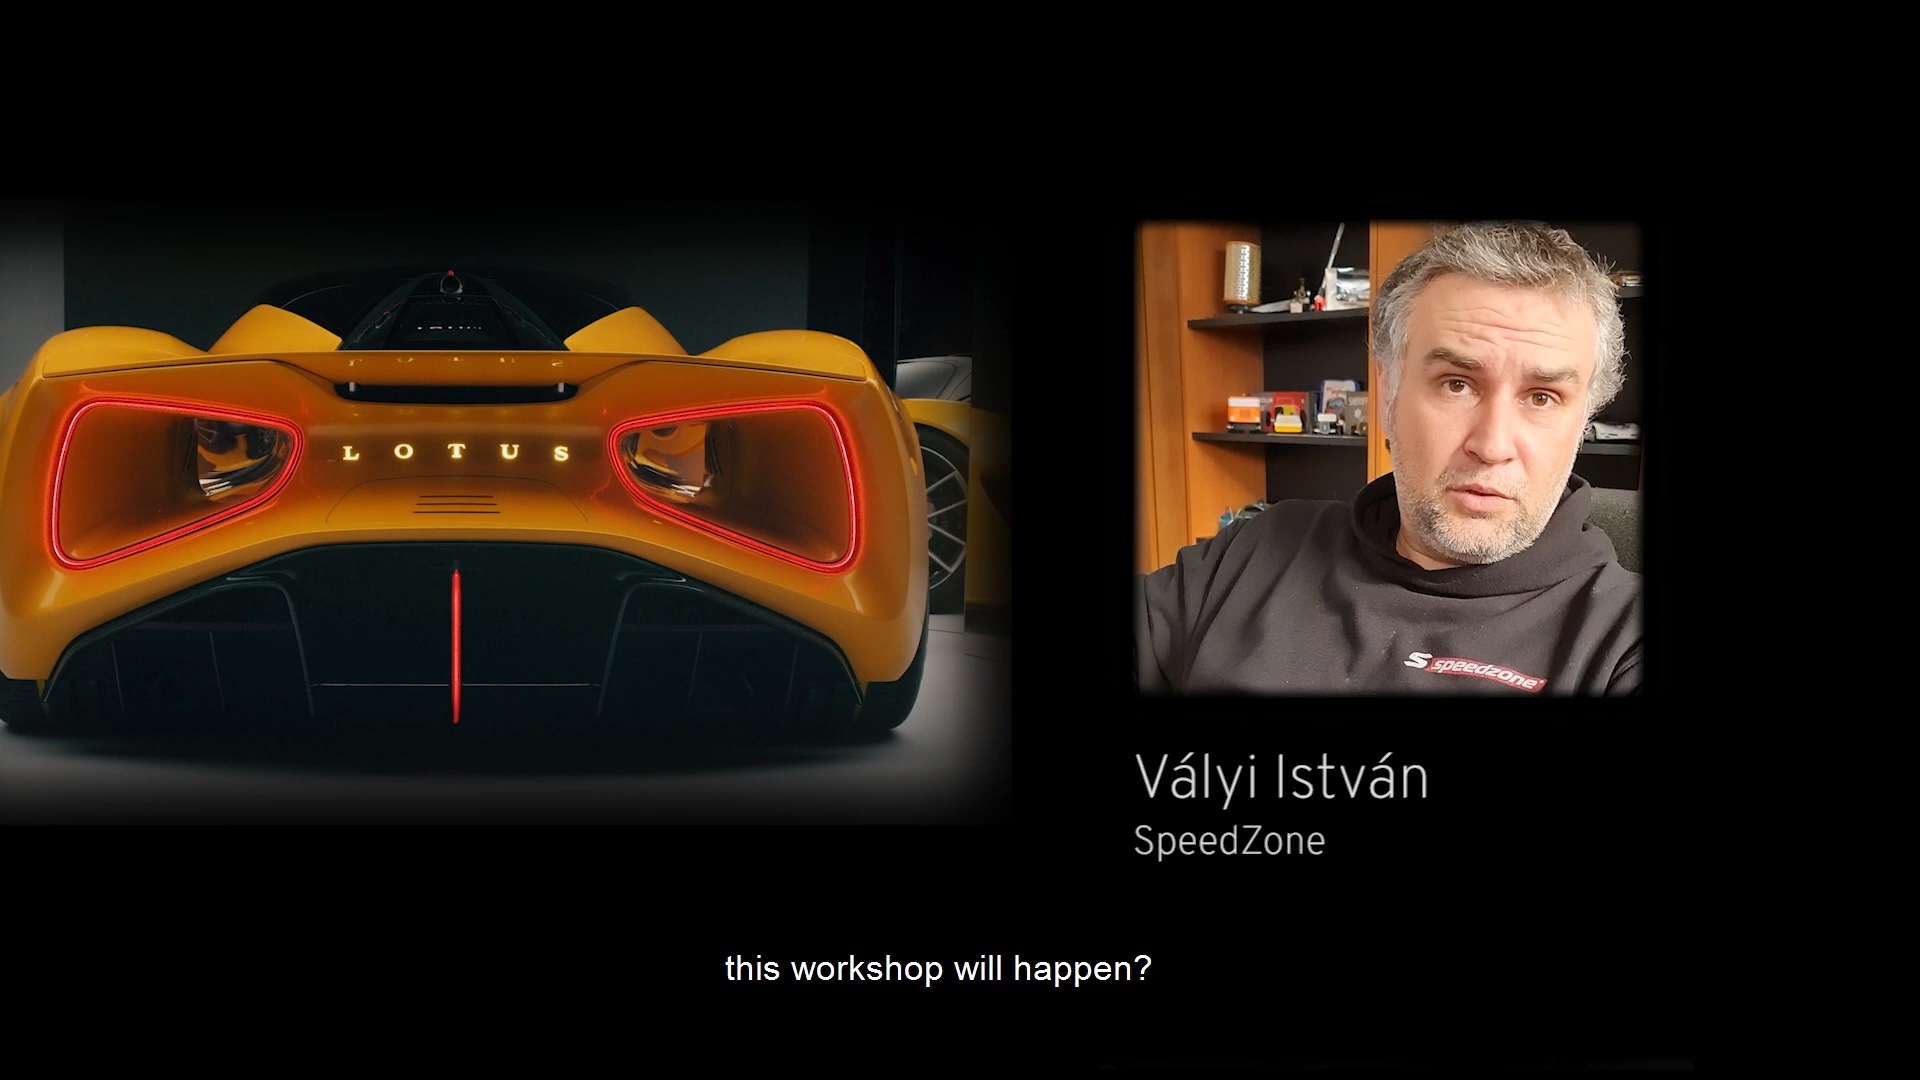 LOTUS
S speedzone
Vályi István
SpeedZone
this workshop will happen?